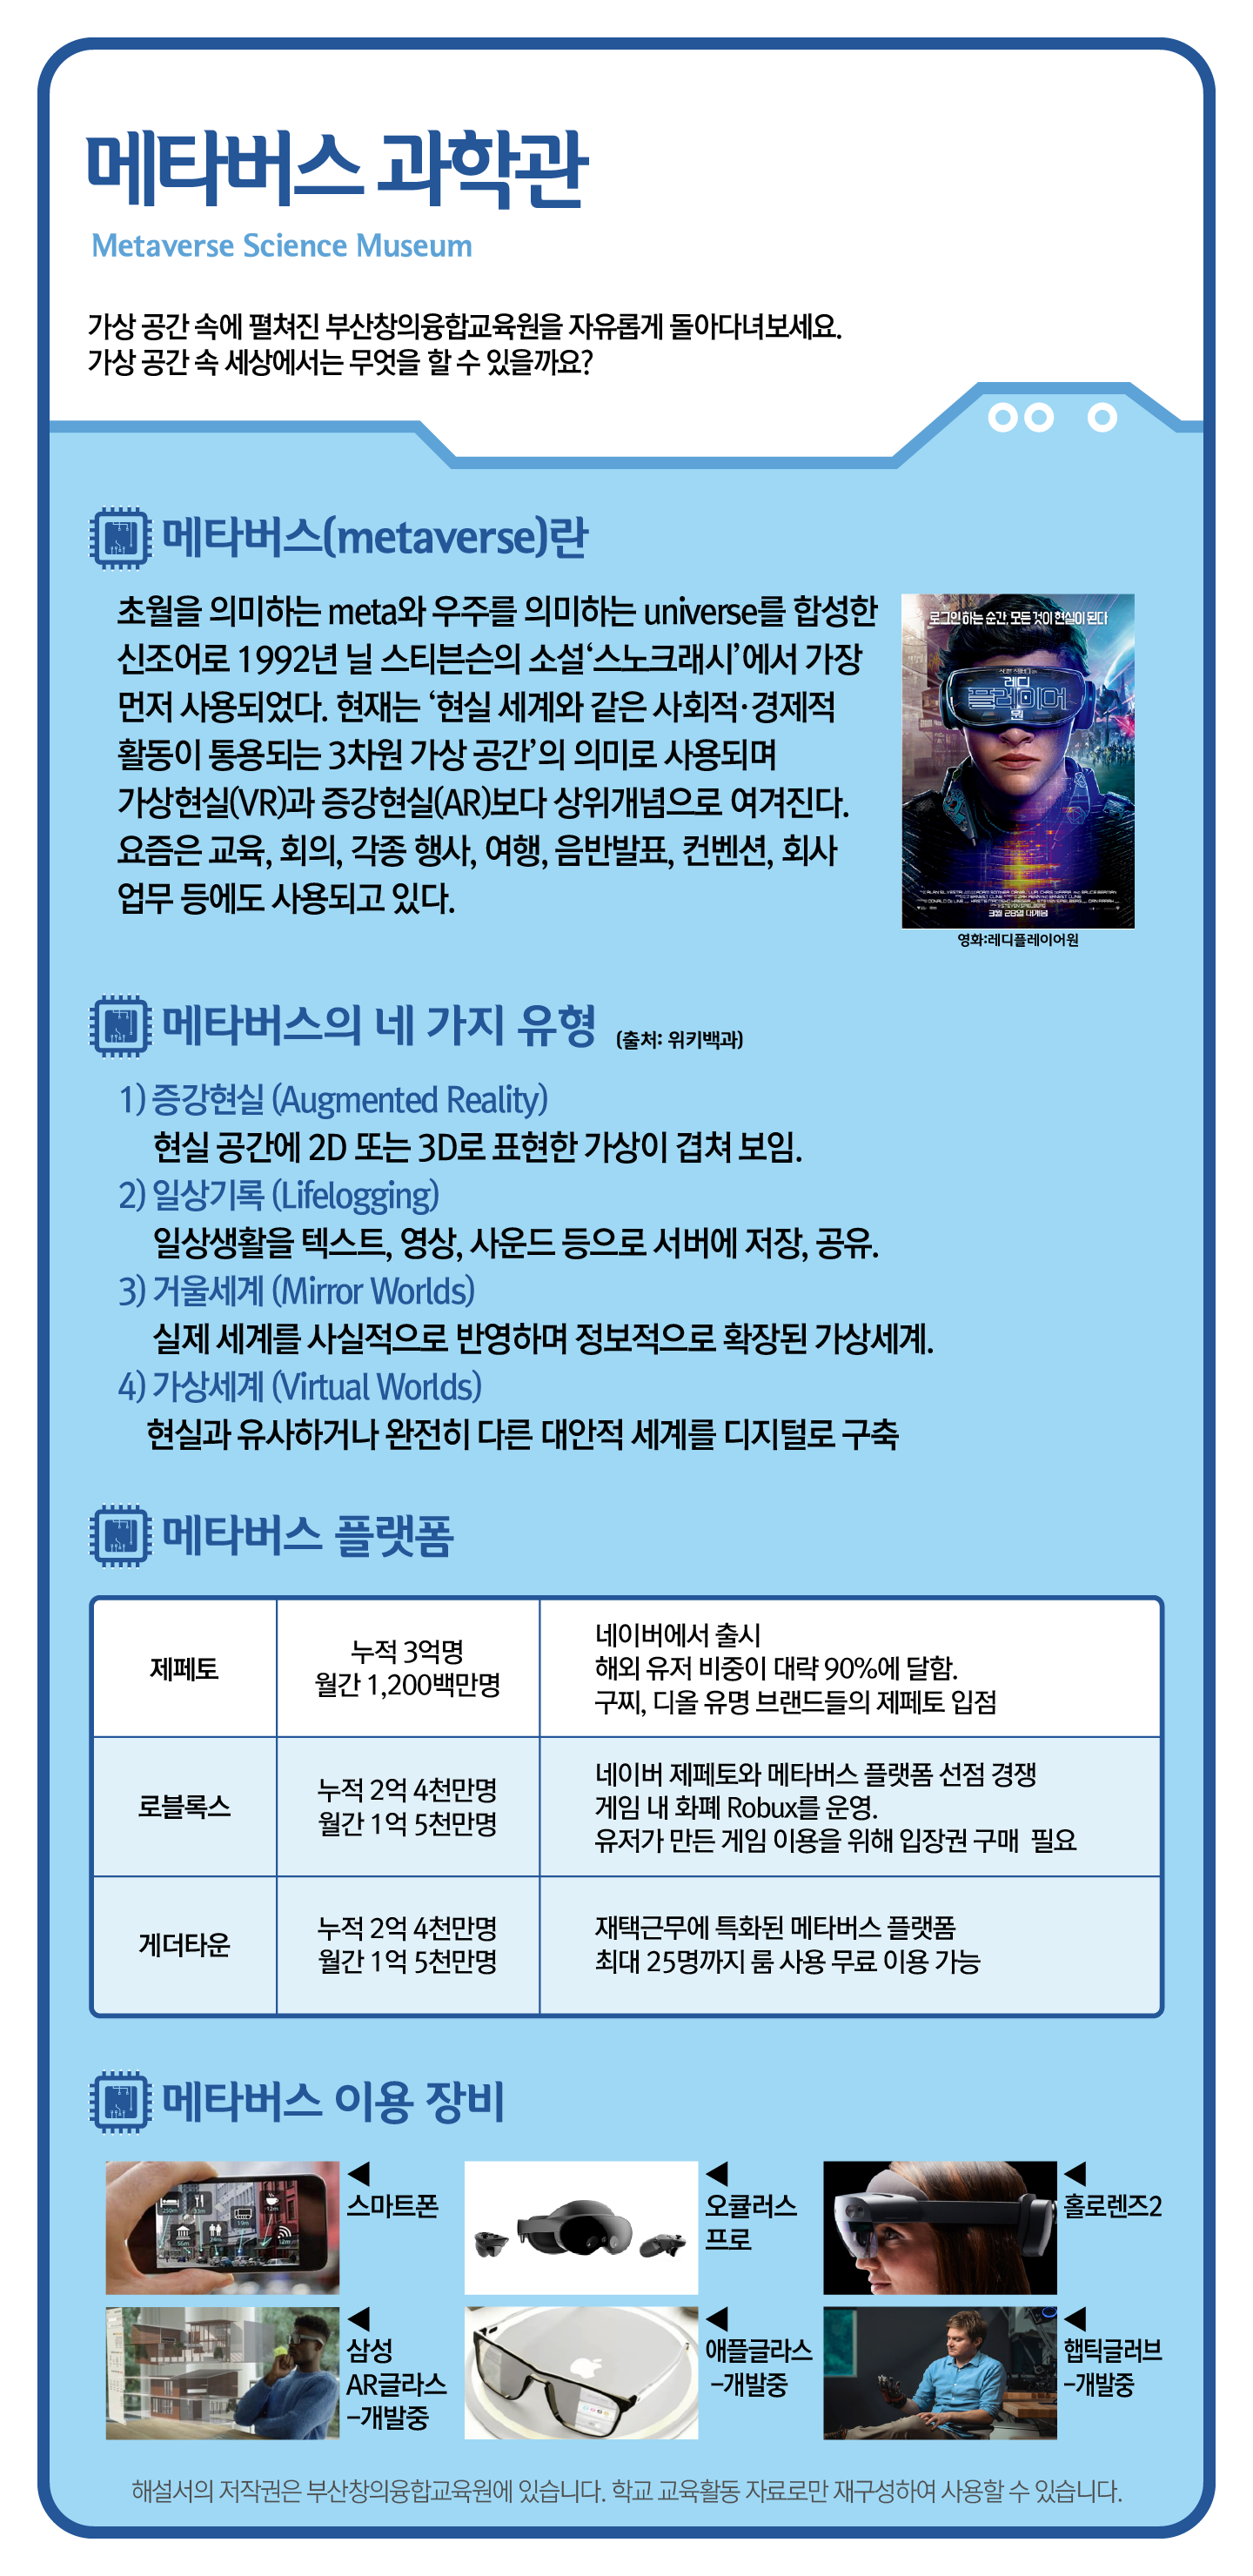 메타버스 과학관
Metaverse Science Museum
가상 공간 속에 펼쳐진 부산창의융합교육원을 자유롭게 돌아다녀보세요.
가상 공간 속 세상에서는 무엇을 할 수 있을까요?
메타버스(metaverse)란
초월을 의미하는 meta와 우주를 의미하는 universe를 합성한
신조어로 1992년 닐 스티븐슨의 소설‘스노크래시’에서 가장
먼저 사용되었다. 현재는 ‘현실 세계와 같은 사회적·경제적
활동이 통용되는 3차원 가상 공간’의 의미로 사용되며
가상현실(VR)과 증강현실(AR)보다 상위개념으로 여겨진다.
요즘은 교육, 회의, 각종 행사, 여행, 음반발표, 컨벤션, 회사
업무 등에도 사용되고 있다.
로그인 하는 순간, 모든 것이 현실이 된다
레디
플레이어
원
3월 28일 대개봉
영화:레디플레이어원
메타버스의 네 가지 유형 (출처: 위키백과)
1) 증강현실 (Augmented Reality)
현실 공간에 2D 또는 3D로 표현한 가상이 겹쳐 보임.
2) 일상기록 (Lifelogging)
일상생활을 텍스트, 영상, 사운드 등으로 서버에 저장, 공유.
3) 거울세계 (Mirror Worlds)
실제 세계를 사실적으로 반영하며 정보적으로 확장된 가상세계.
4) 가상세계 (Virtual Worlds)
현실과 유사하거나 완전히 다른 대안적 세계를 디지털로 구축
메타버스 플랫폼
제페토
누적 3억명
월간 1,200백만명
네이버에서 출시
해외 유저 비중이 대략 90%에 달함.
구찌, 디올 유명 브랜드들의 제페토 입점
로블록스
누적 2억 4천만명
월간 1억 5천만명
네이버 제페토와 메타버스 플랫폼 선점 경쟁
게임 내 화폐 Robux를 운영.
유저가 만든 게임 이용을 위해 입장권 구매 필요
게더타운
누적 2억 4천만명
월간 1억 5천만명
재택근무에 특화된 메타버스 플랫폼
최대 25명까지 룸 사용 무료 이용 가능
메타버스 이용 장비
◀
스마트폰
◀
오큘러스
프로
◀
홀로렌즈2
◀
삼성
AR글라스
-개발중
◀
애플글라스
-개발중
◀
햅틱글러브
-개발중
해설서의 저작권은 부산창의융합교육원에 있습니다. 학교 교육활동 자료로만 재구성하여 사용할 수 있습니다.